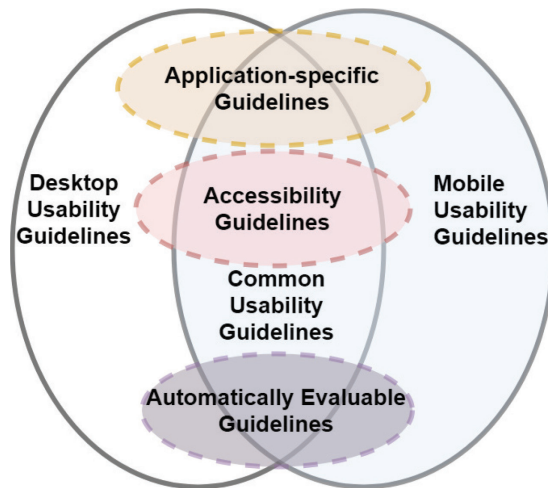 Application-specific
Guidelines
Desktop
Usability
Guidelines
Accessibility
Guidelines
Mobile
Usability
Guidelines
Common
Usability
Guidelines
Automatically Evaluable
Guidelines